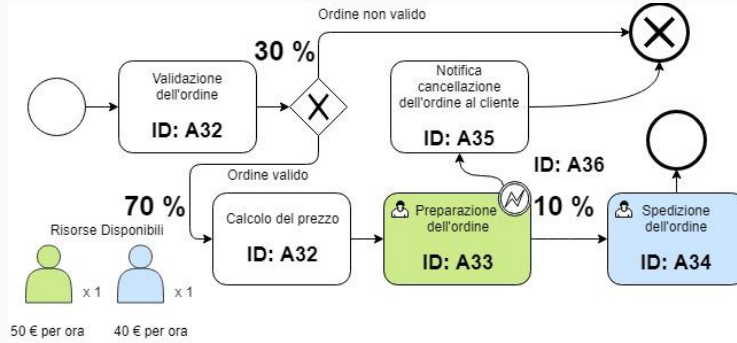 Ordine non valido
30 %
Validazione
dell'ordine
ID: A32
Notifica
cancellazione
dell'ordine al cliente
ID: A35
Ordine valido
ID: A36
70 %
Calcolo del prezzo
ID: A32
Preparazione
dell'ordine
ID: A33
10 %
Spedizione
dell'ordine
ID: A34
Risorse Disponibili
x 1
x 1
50 € per ora
40 € per ora